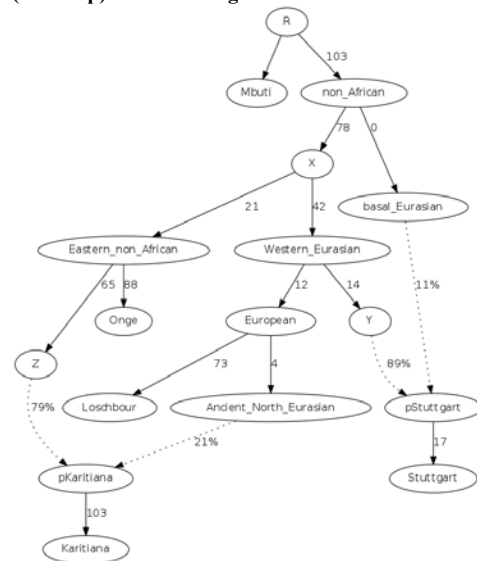 R
103
Mbuti
non_African
78
0
X
basal_Eurasian
21
42
Eastern_non_African
Western_Eurasian
11%
65
88
12
14
Onge
European
Y
Z
73
4
89%
79%
Loschbour
Ancient_North_Eurasian
pStuttgart
21%
17
pKaritiana
Stuttgart
103
Karitiana